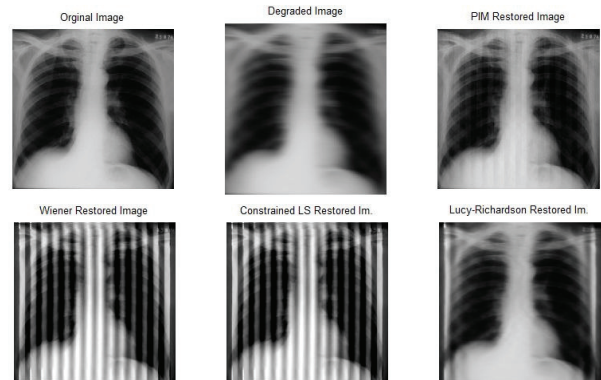 Orginal Image
Degraded Image
PIM Restored Image
Wiener Restored Image
Constrained LS Restored Im.
Lucy-Richardson Restored Im.